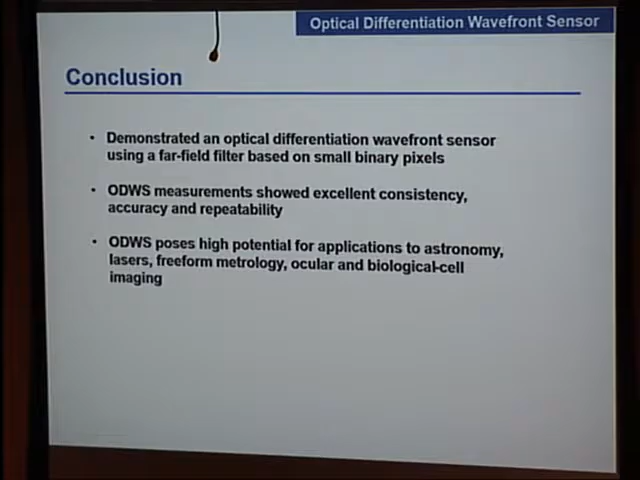 Optical Differentiation Wavefront Sensor
Conclusion
• Demonstrated an optical differentiation wavefront sensor
using a far-field filter based on small binary pixels
• ODWS measurements showed excellent consistency,
accuracy and repeatability
• ODWS poses high potential for applications to astronomy,
lasers, freeform metrology, ocular and biological-cell
imaging